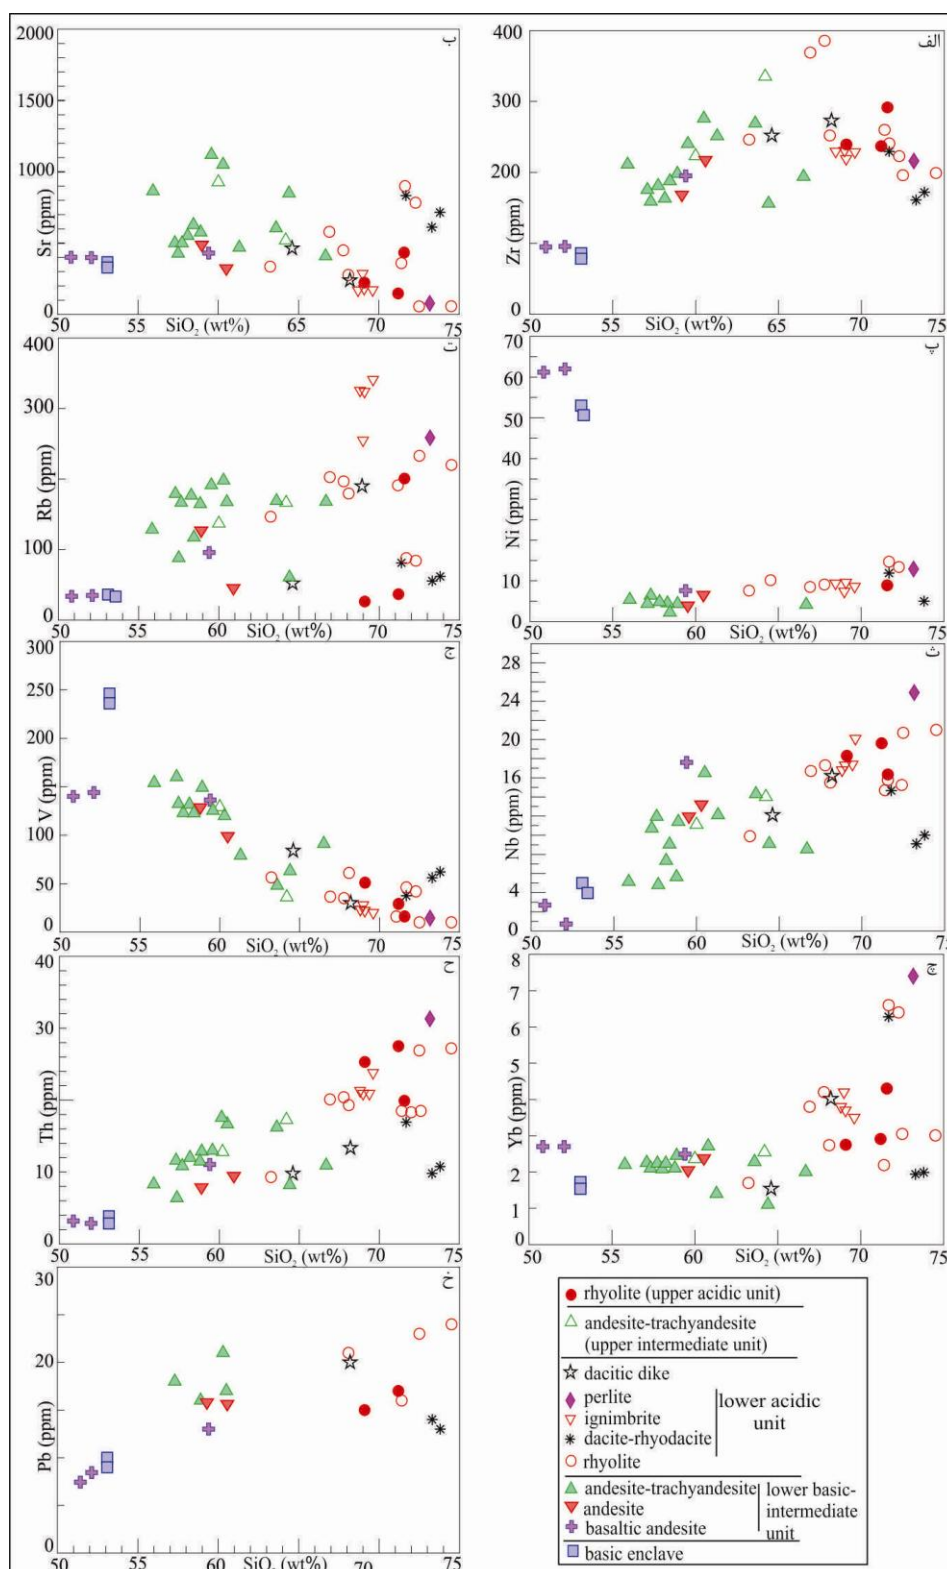 ب
2000
1500
1000
500
0
Sr (ppm)
50 55 SiO2 (wt%) 65 70 75
الف
400
300
200
100
0
Zr (ppm)
50 55 SiO2 (wt%) 65 70 75
ت
400
300
100
0
Rb (ppm)
50 55 60 SiO2 (wt%) 70 75
پ
70
60
50
40
30
20
10
0
Ni (ppm)
50 55 60 SiO2 (wt%) 70 75
ج
300
250
200
150
100
50
0
V (ppm)
50 55 60 SiO2 (wt%) 70 75
ث
28
24
20
16
12
8
4
0
Nb (ppm)
50 55 60 SiO2 (wt%) 70 75
ح
40
30
20
10
0
Th (ppm)
50 55 60 SiO2 (wt%) 70 75
چ
8
7
6
5
4
3
2
1
0
Yb (ppm)
50 55 60 SiO2 (wt%) 70 75
خ
30
20
10
0
Pb (ppm)
50 55 60 SiO2 (wt%) 70 75
rhyolite (upper acidic unit)
andesite-trachyandesite
(upper intermediate unit)
dacitic dike
perlite
ignimbrite
dacite-rhyodacite
rhyolite
lower acidic
unit
andesite-trachyandesite
andesite
basaltic andesite
lower basic-
intermediate
unit
basic enclave